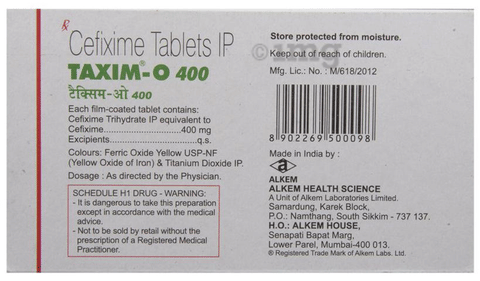 Rx Cefixime Tablets IP
TAXIM®-O 400
टैक्सिम-ओ 400
Each film-coated tablet contains:
Cefixime Trihydrate IP equivalent to
Cefixime........................400 mg
Excipients.............................q.s.
Colours: Ferric Oxide Yellow USP-NF
(Yellow Oxide of Iron) & Titanium Dioxide IP.
Dosage : As directed by the Physician.
SCHEDULE H1 DRUG - WARNING:
- It is dangerous to take this preparation
except in accordance with the medical
advice.
- Not to be sold by retail without the
prescription of a Registered Medical
Practitioner.
Store protected from moisture.
1mg
Keep out of reach of children.
Mfg. Lic. No. : M/618/2012
8 902269 500098
Made in India by :
a
ALKEM
ALKEM HEALTH SCIENCE
A Unit of Alkem Laboratories Limited.
Samardung, Karek Block,
P.O.: Namthang, South Sikkim - 737 137.
H.O.: ALKEM HOUSE,
Senapati Bapat Marg,
Lower Parel, Mumbai-400 013.
® Registered Trade Mark of Alkem Labs. Ltd.